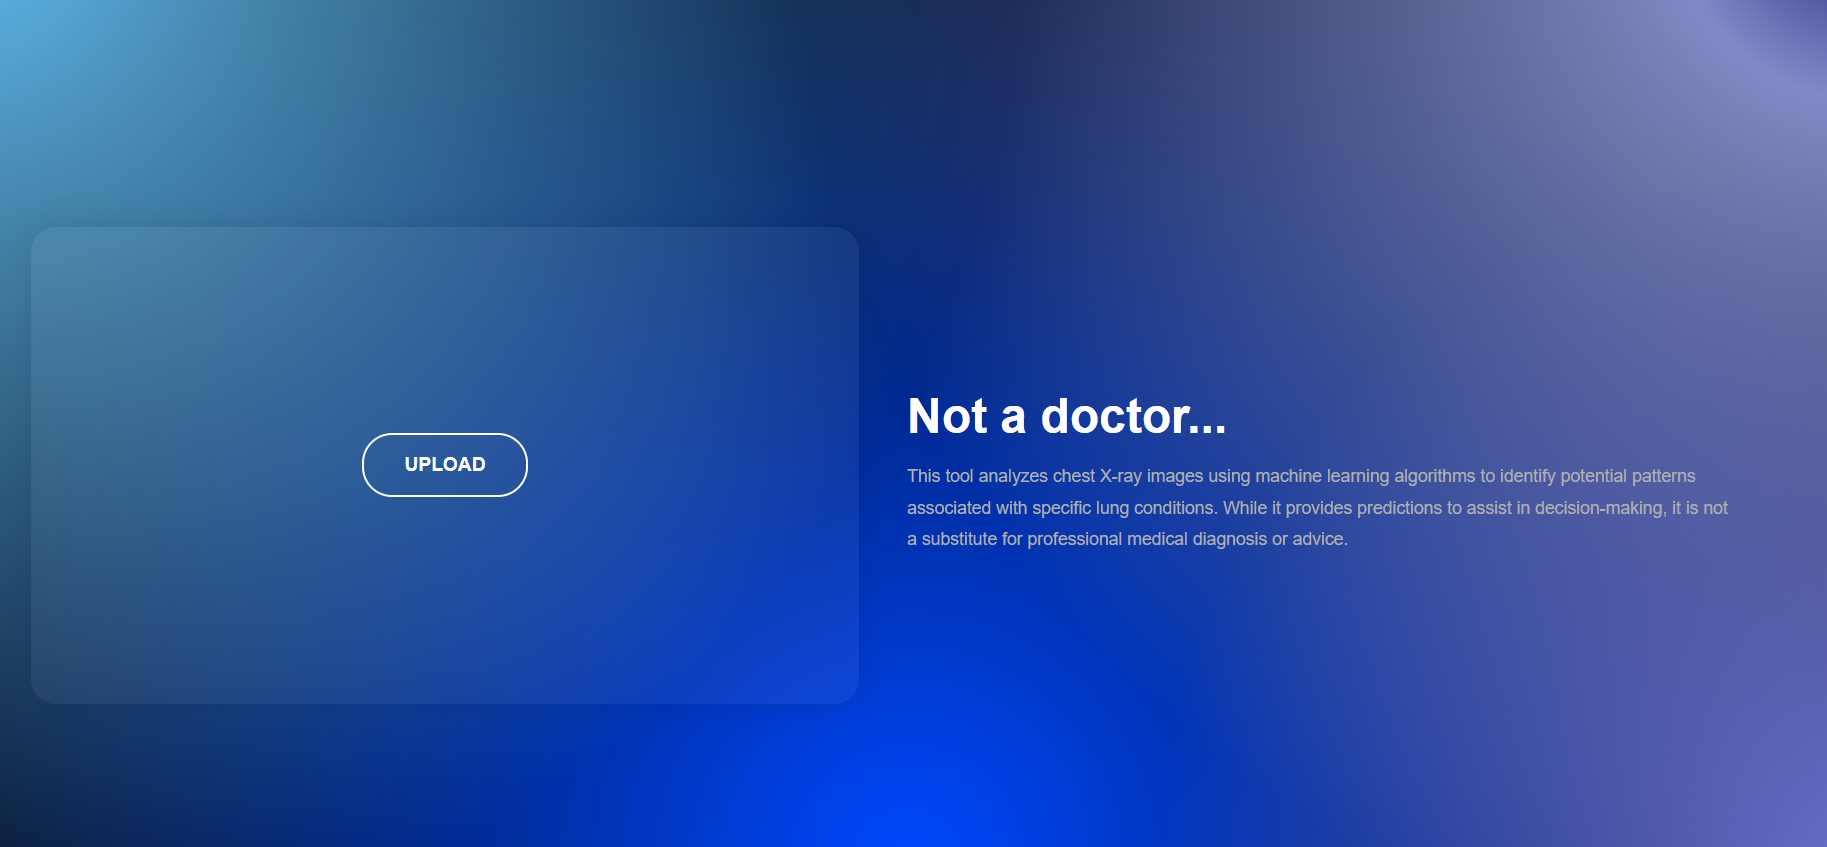 UPLOAD
Not a doctor...
This tool analyzes chest X-ray images using machine learning algorithms to identify potential patterns
associated with specific lung conditions. While it provides predictions to assist in decision-making, it is not
a substitute for professional medical diagnosis or advice.